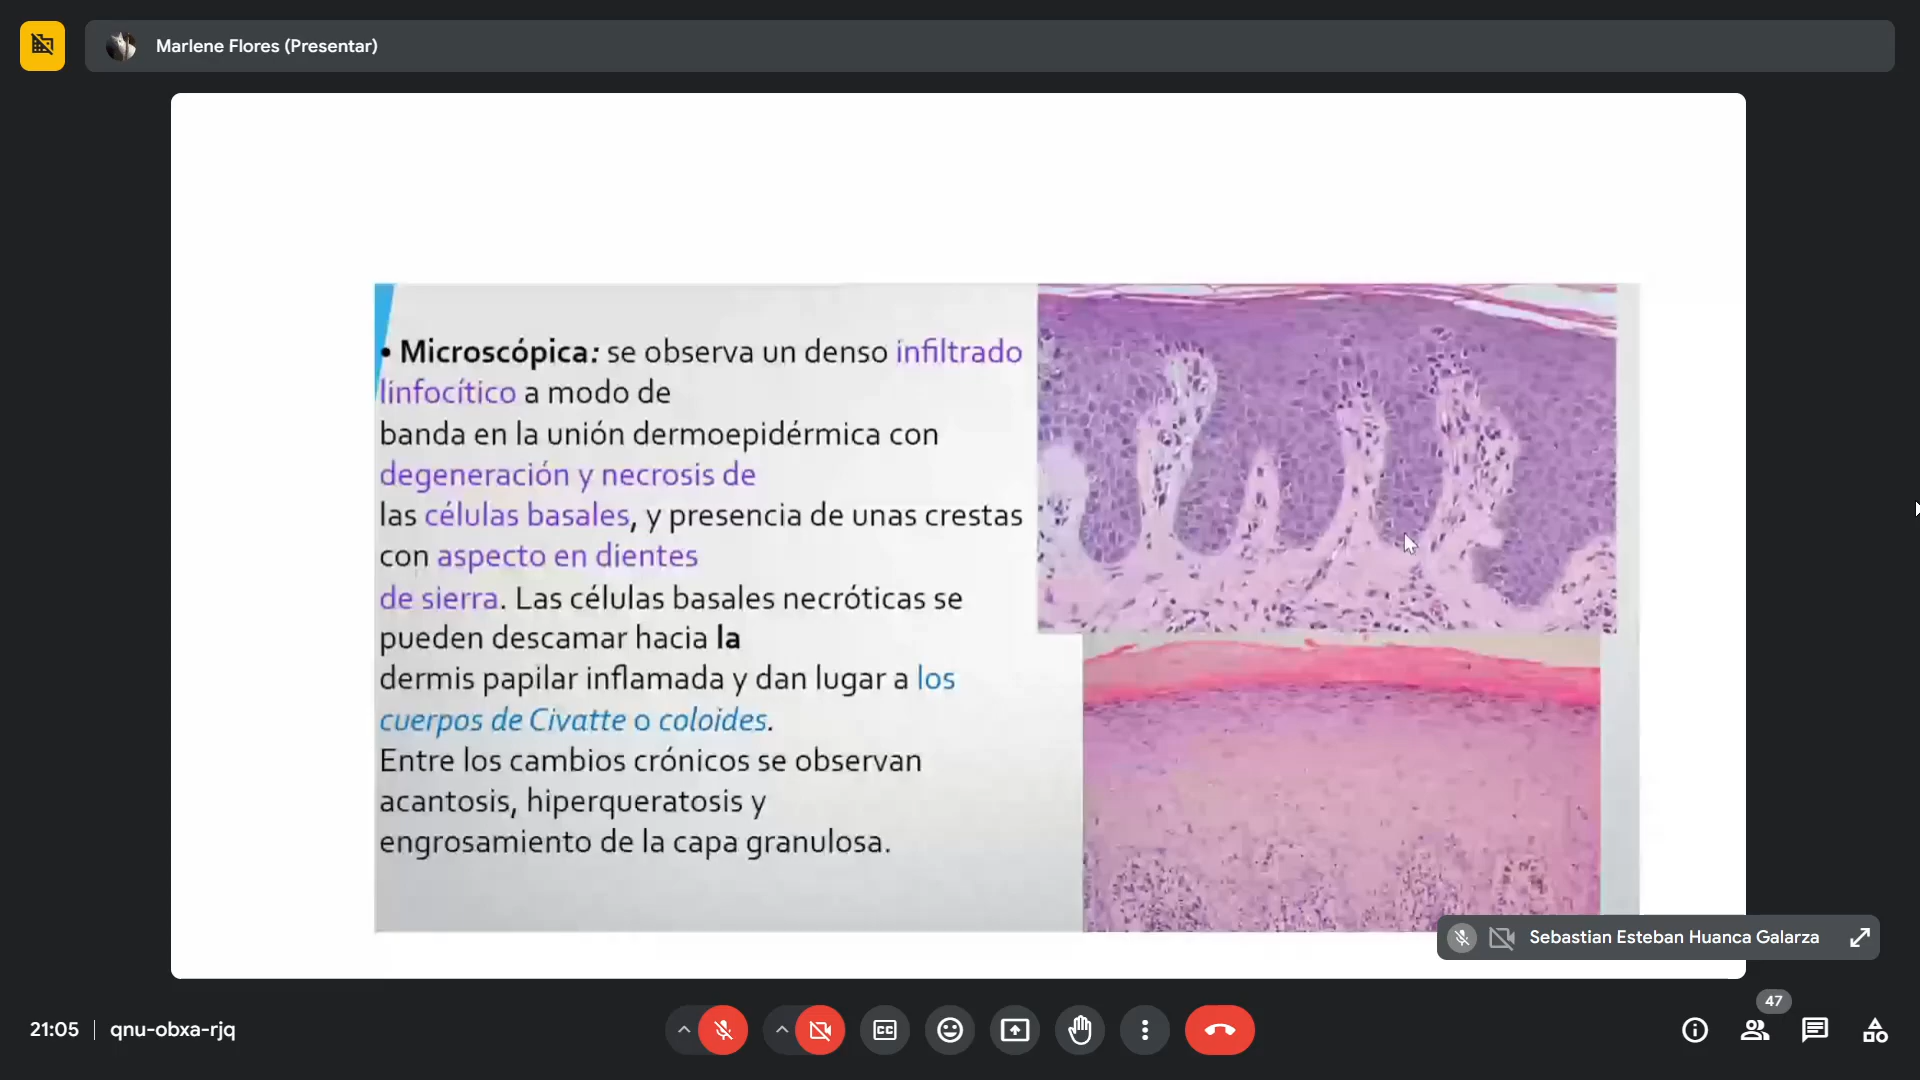 Marlene Flores (Presentar)
• Microscópica: se observa un denso infiltrado
linfocítico a modo de
banda en la unión dermoepidérmica con
degeneración y necrosis de
las células basales, y presencia de unas crestas
con aspecto en dientes
de sierra. Las células basales necróticas se
pueden descamar hacia la
dermis papilar inflamada y dan lugar a los
cuerpos de Civatte o coloides.
Entre los cambios crónicos se observan
acantosis, hiperqueratosis y
engrosamiento de la capa granulosa.
Sebastian Esteban Huanca Galarza
47
21:05 | qnu-obxa-rjq
CC